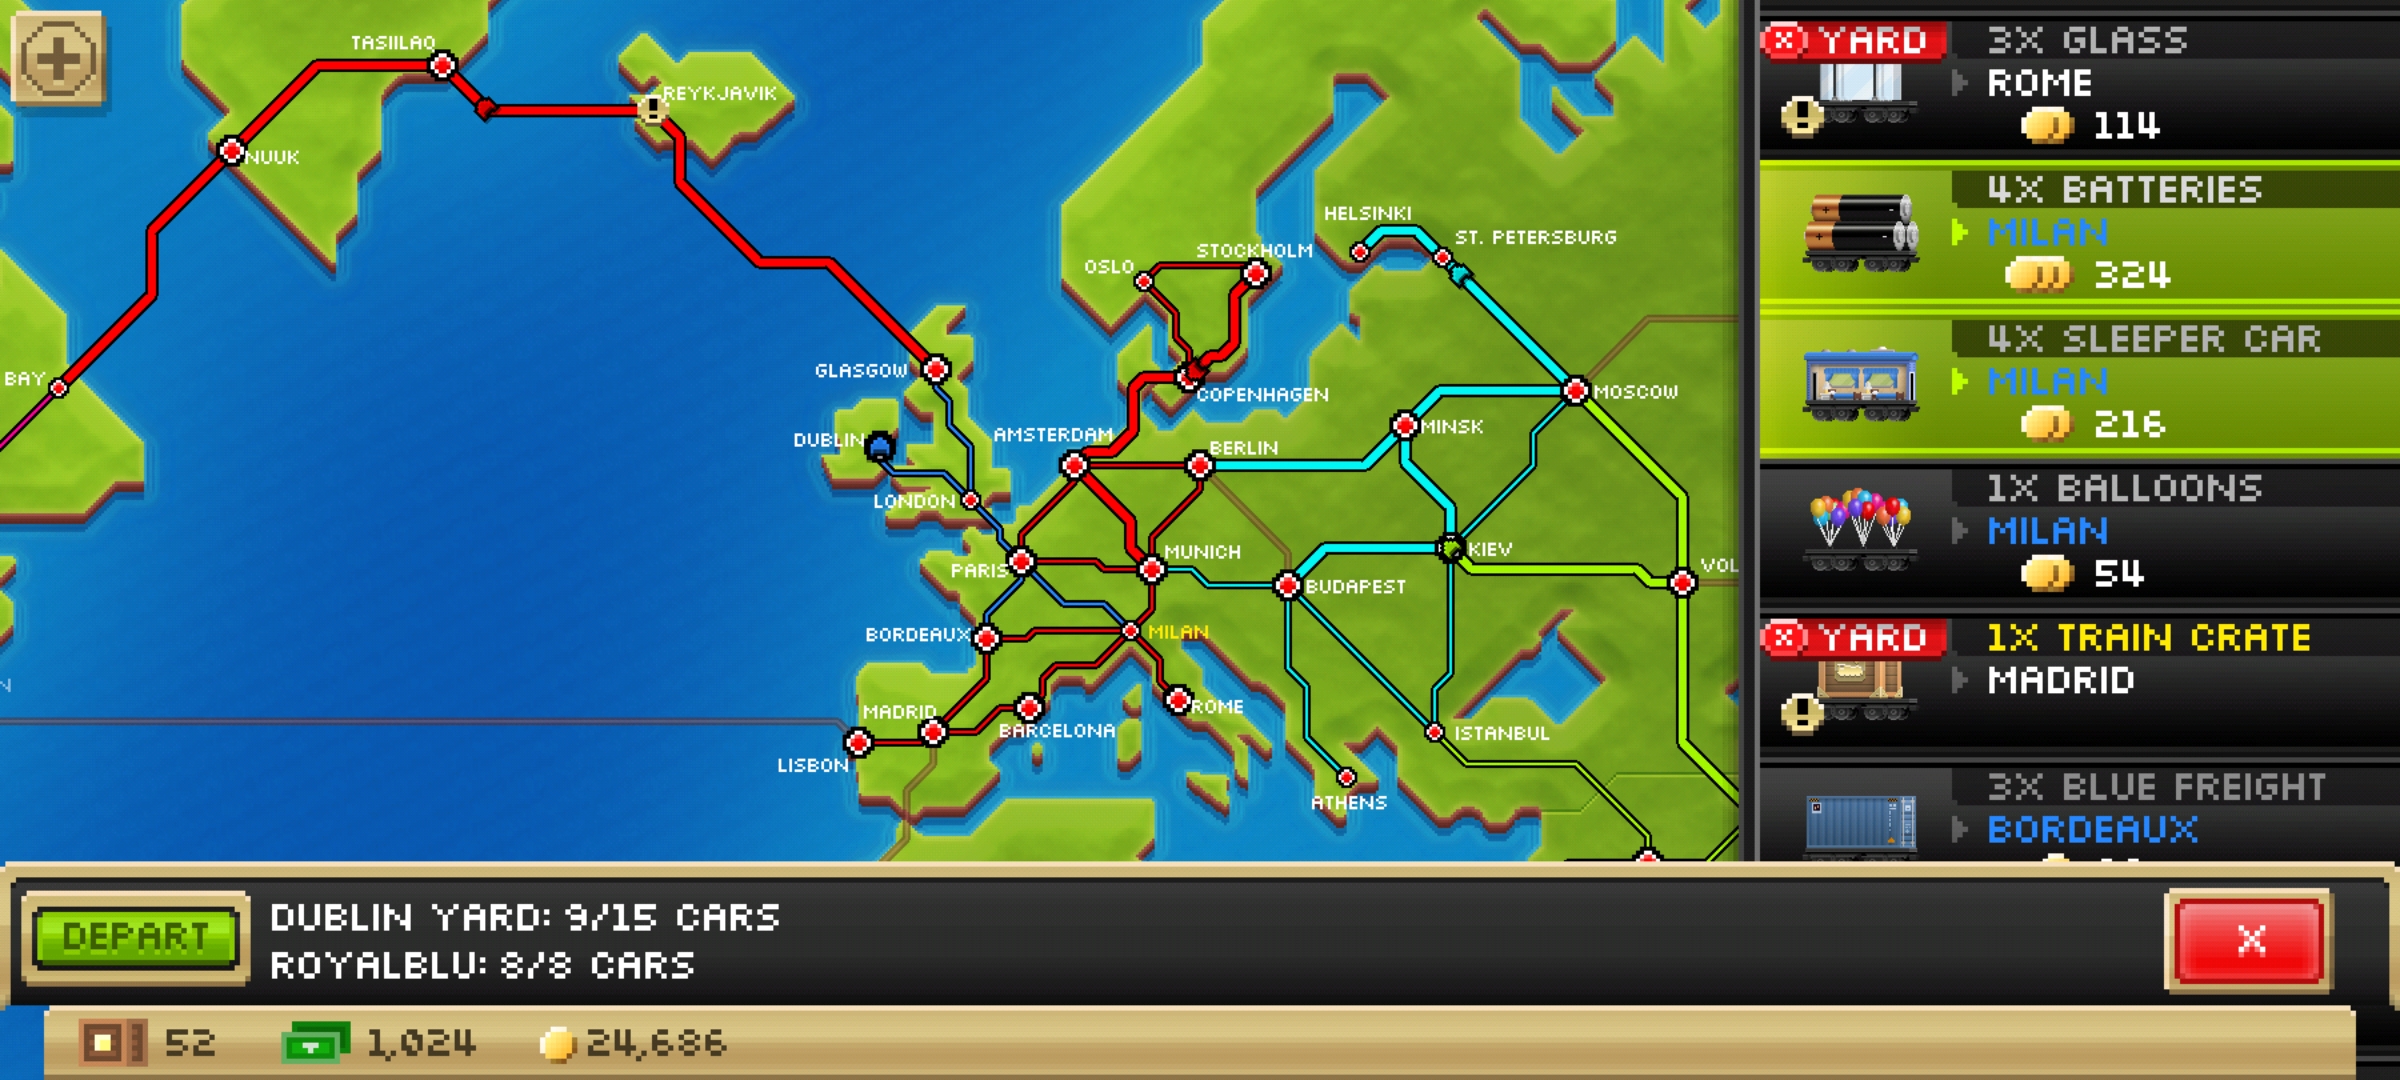 TASIILAQ
REYKJAVIK
NUUK
BAY
HELSINKI
ST. PETERSBURG
STOCKHOLM
OSLO
GLASGOW
COPENHAGEN
MOSCOW
MINSK
DUBLIN
AMSTERDAM
BERLIN
LONDON
PARIS
MUNICH
KIEV
BUDAPEST
VOL
BORDEAUX
MILAN
N
MADRID
BARCELONA
ROME
ISTANBUL
LISBON
ATHENS
YARD
3X GLASS
ROME
114
4X BATTERIES
MILAN
324
4X SLEEPER CAR
MILAN
216
1X BALLOONS
MILAN
54
YARD
1X TRAIN CRATE
MADRID
3X BLUE FREIGHT
BORDEAUX
DEPART
DUBLIN YARD: 9/15 CARS
ROYALBLU: 8/8 CARS
X
52
1,024
24,686